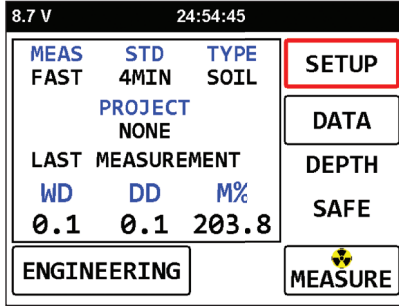 8.7 V 24:54:45
MEAS STD TYPE
FAST 4MIN SOIL
PROJECT
NONE
LAST MEASUREMENT
WD DD M%
0.1 0.1 203.8
ENGINEERING
SETUP
DATA
DEPTH
SAFE
MEASURE